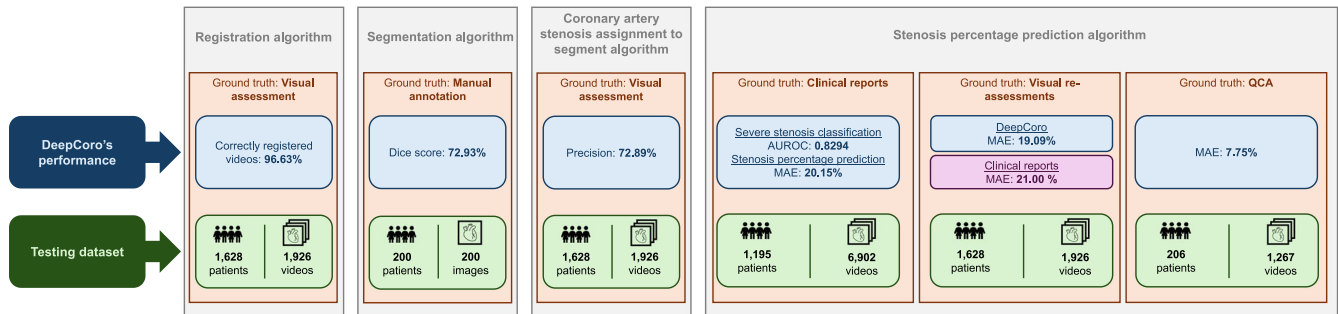 Registration algorithm
Segmentation algorithm
Coronary artery
stenosis assignment to
segment algorithm
Stenosis percentage prediction algorithm
DeepCoro's
performance
Ground truth: Visual
assessment
Correctly registered
videos: 96.63%
Ground truth: Manual
annotation
Dice score: 72.93%
Ground truth: Visual
assessment
Precision: 72.89%
Ground truth: Clinical reports
Severe stenosis classification
AUROC: 0.8294
Stenosis percentage prediction
MAE: 20.15%
Ground truth: Visual re-
assessments
DeepCoro
MAE: 19.09%
Clinical reports
MAE: 21.00 %
Ground truth: QCA
MAE: 7.75%
Testing dataset
1,628
patients
1,926
videos
200
patients
200
images
1,628
patients
1,926
videos
1,195
patients
6,902
videos
1,628
patients
1,926
videos
206
patients
1,267
videos